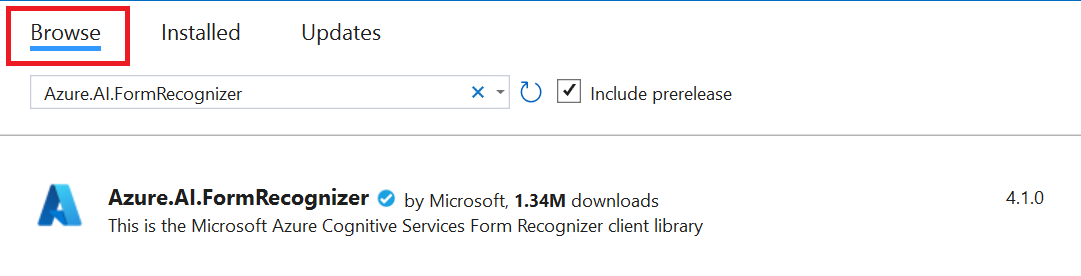 Browse Installed Updates
Azure.AI.FormRecognizer
Include prerelease
Azure.AI.FormRecognizer by Microsoft, 1.34M downloads 4.1.0
This is the Microsoft Azure Cognitive Services Form Recognizer client library